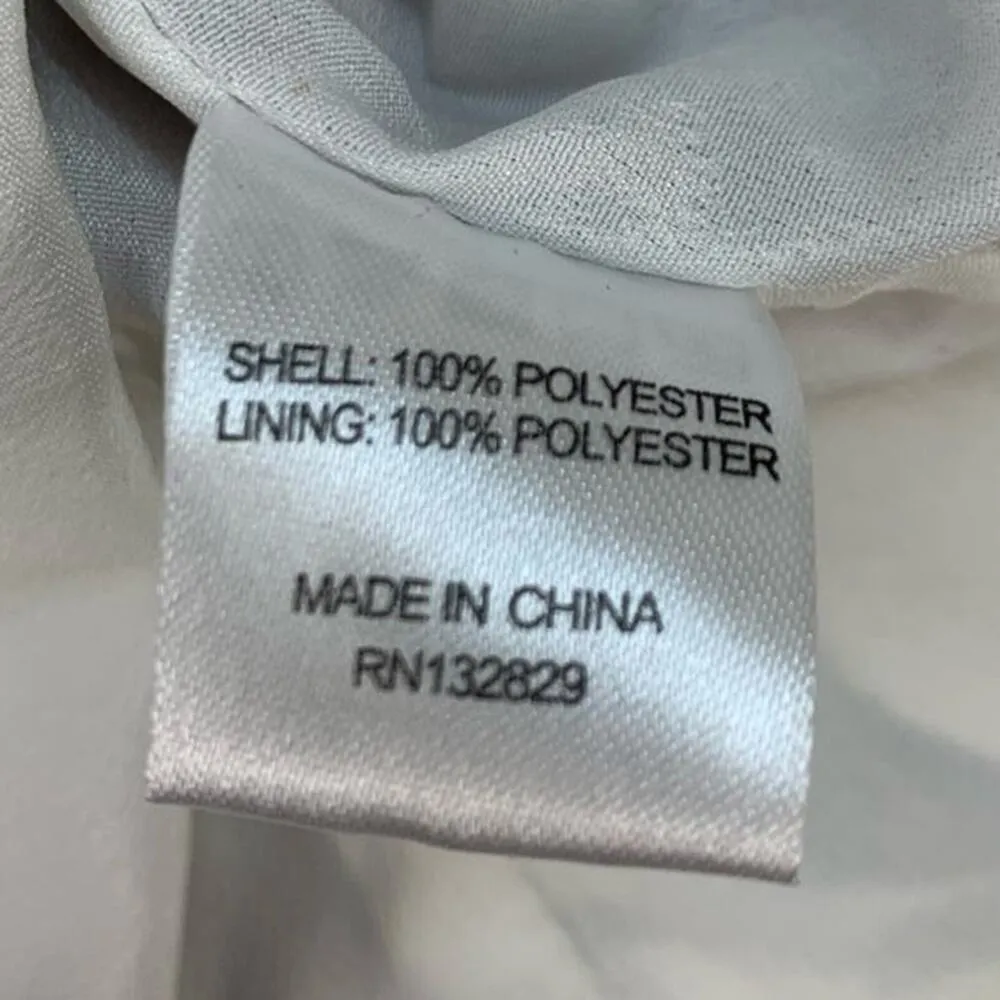 SHELL: 100% POLYESTER
LINING: 100% POLYESTER
MADE IN CHINA
RN132829